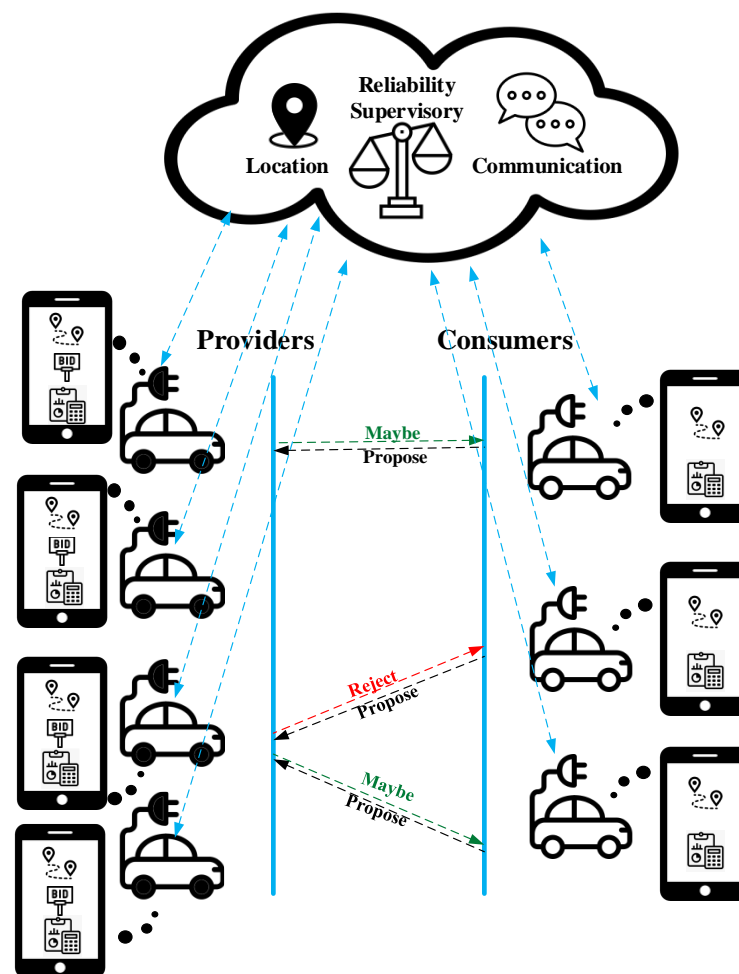 Reliability
Supervisory
Location
Communication
Providers
Consumers
BID
Maybe
Propose
BID
Reject
Propose
BID
Maybe
Propose
BID